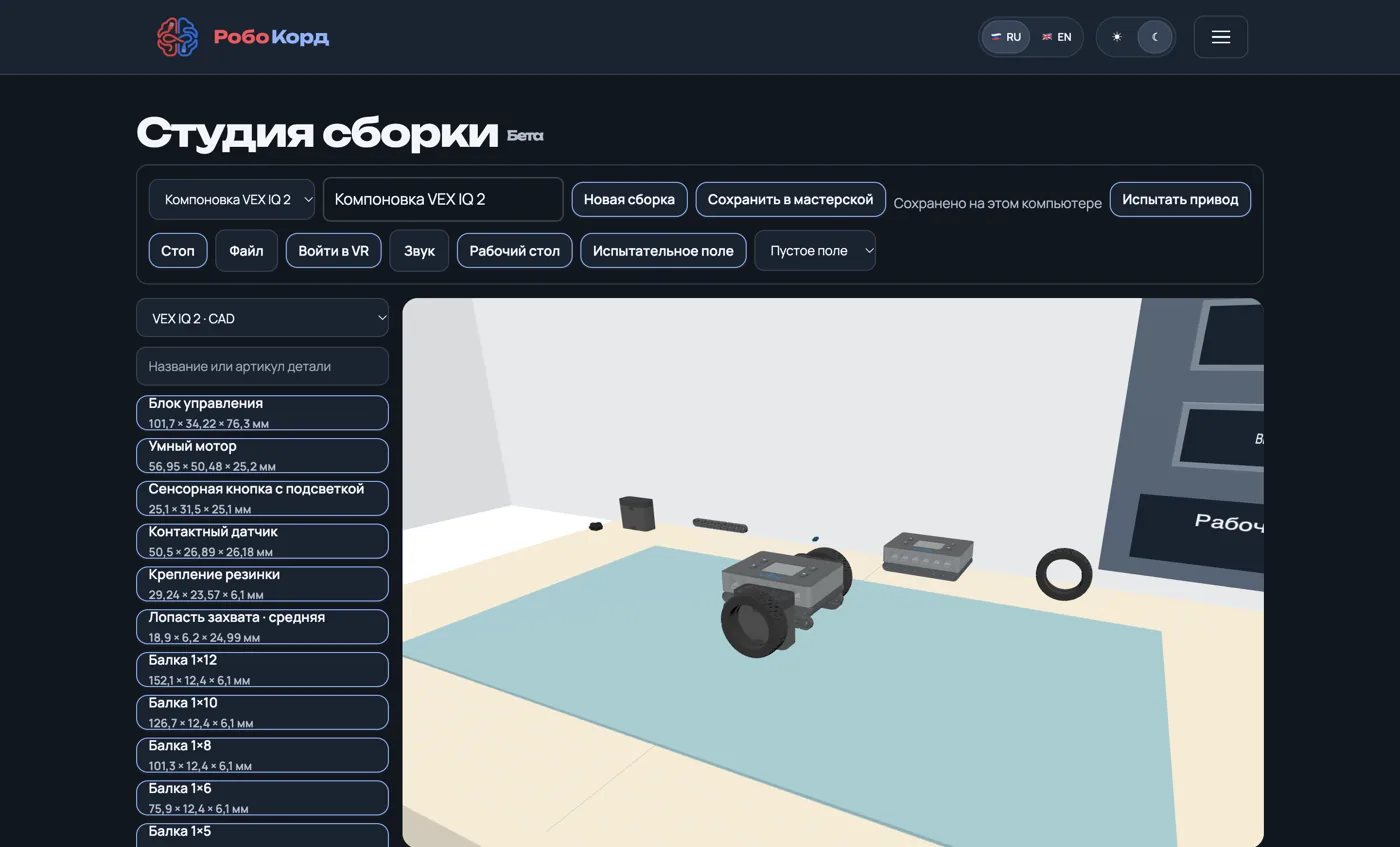 РобоКорд
RU
EN
Студия сборки Бета
Компоновка VEX IQ 2
Компоновка VEX IQ 2
Новая сборка
Сохранить в мастерской
Сохранено на этом компьютере
Испытать привод
Стоп
Файл
Войти в VR
Звук
Рабочий стол
Испытательное поле
Пустое поле
VEX IQ 2 · CAD
Название или артикул детали
Блок управления
101,7 × 34,22 × 76,3 мм
Умный мотор
56,95 × 50,48 × 25,2 мм
Сенсорная кнопка с подсветкой
25,1 × 31,5 × 25,1 мм
Контактный датчик
50,5 × 26,89 × 26,18 мм
Крепление резинки
29,24 × 23,57 × 6,1 мм
Лопасть захвата · средняя
18,9 × 6,2 × 24,99 мм
Балка 1×12
152,1 × 12,4 × 6,1 мм
Балка 1×10
126,7 × 12,4 × 6,1 мм
Балка 1×8
101,3 × 12,4 × 6,1 мм
Балка 1×6
75,9 × 12,4 × 6,1 мм
Балка 1×5
Рабоч